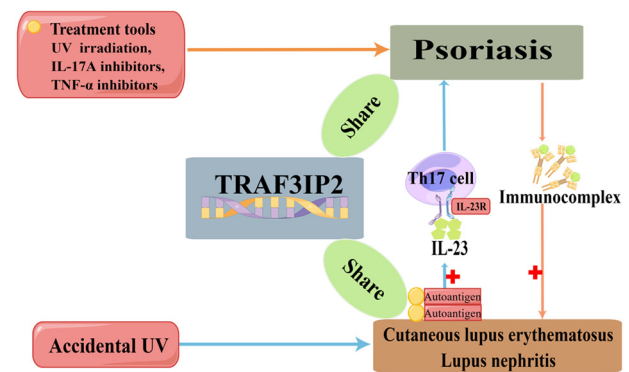 Treatment tools
UV irradiation,
IL-17A inhibitors,
TNF-α inhibitors
Psoriasis
Share
TRAF3IP2
Th17 cell
IL-23R
IL-23
Immunocomplex
Share
Autoantigen
Autoantigen
Accidental UV
Cutaneous lupus erythematosus
Lupus nephritis